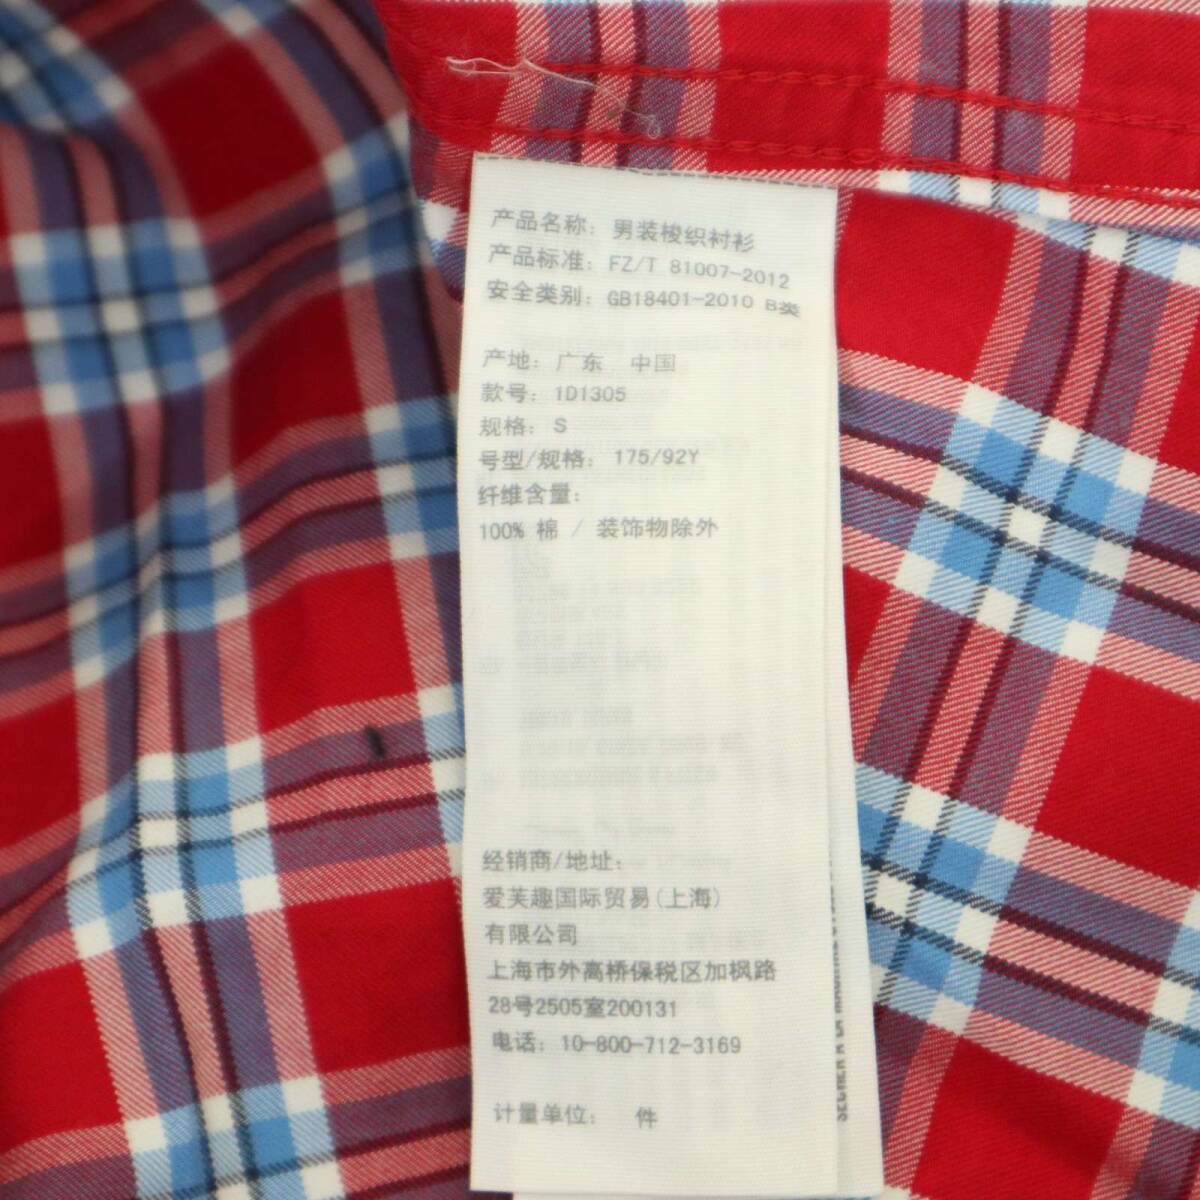 产品名称: 男装梭织衬衫
产品标准: FZ/T 81007-2012
安全类别: GB18401-2010 B类
产地: 广东 中国
款号: 1D1305
规格: S
号型/规格: 175/92Y
纤维含量:
100% 棉 / 装饰物除外
经销商/地址:
爱芙趣国际贸易(上海)
有限公司
上海市外高桥保税区加枫路
28号2505室200131
电话: 10-800-712-3169
计量单位: 件